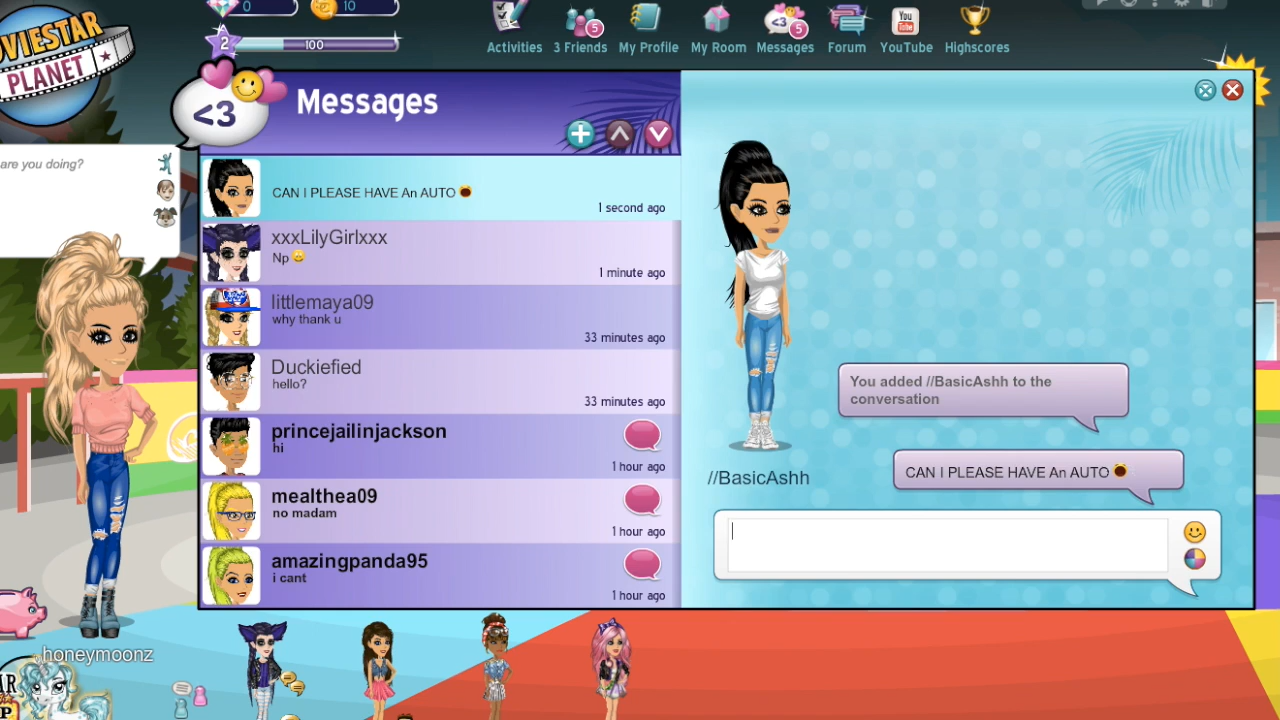 0
10
2
100
Activities
3 Friends
5
My Profile
My Room
<3
5
Messages
Forum
You
Tube
YouTube
Highscores
PLANET
are you doing?
<3
Messages
CAN I PLEASE HAVE An AUTO
1 second ago
xxxLilyGirlxxx
Np
1 minute ago
littlemaya09
why thank u
33 minutes ago
Duckiefied
hello?
33 minutes ago
princejailinjackson
hi
1 hour ago
mealthea09
no madam
1 hour ago
amazingpanda95
i cant
1 hour ago
You added //BasicAshh to the
conversation
//BasicAshh
CAN I PLEASE HAVE An AUTO
honeymoonz